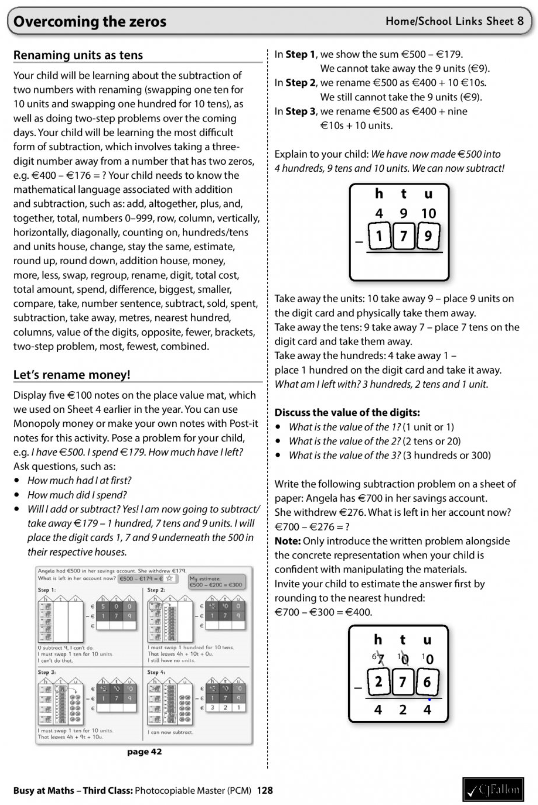 Overcoming the zeros
Home/School Links Sheet 8
Renaming units as tens
Your child will be learning about the subtraction of
two numbers with renaming (swapping one ten for
10 units and swapping one hundred for 10 tens), as
well as doing two-step problems over the coming
days. Your child will be learning the most difficult
form of subtraction, which involves taking a three-
digit number away from a number that has two zeros,
e.g. €400 – €176 = ? Your child needs to know the
mathematical language associated with addition
and subtraction, such as: add, altogether, plus, and,
together, total, numbers 0–999, row, column, vertically,
horizontally, diagonally, counting on, hundreds/tens
and units house, change, stay the same, estimate,
round up, round down, addition house, money,
more, less, swap, regroup, rename, digit, total cost,
total amount, spend, difference, biggest, smaller,
compare, take, number sentence, subtract, sold, spent,
subtraction, take away, metres, nearest hundred,
columns, value of the digits, opposite, fewer, brackets,
two-step problem, most, fewest, combined.
Let's rename money!
Display five €100 notes on the place value mat, which
we used on Sheet 4 earlier in the year. You can use
Monopoly money or make your own notes with Post-it
notes for this activity. Pose a problem for your child,
e.g. I have €500. I spend €179. How much have I left?
Ask questions, such as:
• How much had I at first?
• How much did I spend?
• Will I add or subtract? Yes! I am now going to subtract/
take away €179 – 1 hundred, 7 tens and 9 units. I will
place the digit cards 1, 7 and 9 underneath the 500 in
their respective houses.
Angela had €500 in her savings account. She withdrew €179.
What is left in her account now? €500 – €179 = €
My estimate:
€500 – €200 = €300
Step 1:
Step 2:
€ 5 0 0
– € 1 7 9
€
0 subtract 9, I can't do.
I must swap 1 ten for 10 units.
I can't do that.
I must swap 1 hundred for 10 tens.
That leaves 4h + 10t + 0u.
I still have no units.
Step 3:
Step 4:
€ 3 2 1
I must swap 1 ten for 10 units.
That leaves 4h + 9t + 10u.
I can now subtract.
page 42
In Step 1, we show the sum €500 – €179.
We cannot take away the 9 units (€9).
In Step 2, we rename €500 as €400 + 10 €10s.
We still cannot take the 9 units (€9).
In Step 3, we rename €500 as €400 + nine
€10s + 10 units.
Explain to your child: We have now made €500 into
4 hundreds, 9 tens and 10 units. We can now subtract!
h t u
4 9 10
– 1 7 9
Take away the units: 10 take away 9 – place 9 units on
the digit card and physically take them away.
Take away the tens: 9 take away 7 – place 7 tens on the
digit card and take them away.
Take away the hundreds: 4 take away 1 –
place 1 hundred on the digit card and take it away.
What am I left with? 3 hundreds, 2 tens and 1 unit.
Discuss the value of the digits:
• What is the value of the 1? (1 unit or 1)
• What is the value of the 2? (2 tens or 20)
• What is the value of the 3? (3 hundreds or 300)
Write the following subtraction problem on a sheet of
paper: Angela has €700 in her savings account.
She withdrew €276. What is left in her account now?
€700 – €276 = ?
Note: Only introduce the written problem alongside
the concrete representation when your child is
confident with manipulating the materials.
Invite your child to estimate the answer first by
rounding to the nearest hundred:
€700 – €300 = €400.
h t u
7 0 0
– 2 7 6
4 2 4
Busy at Maths – Third Class: Photocopiable Master (PCM) 128
CJ Fallon